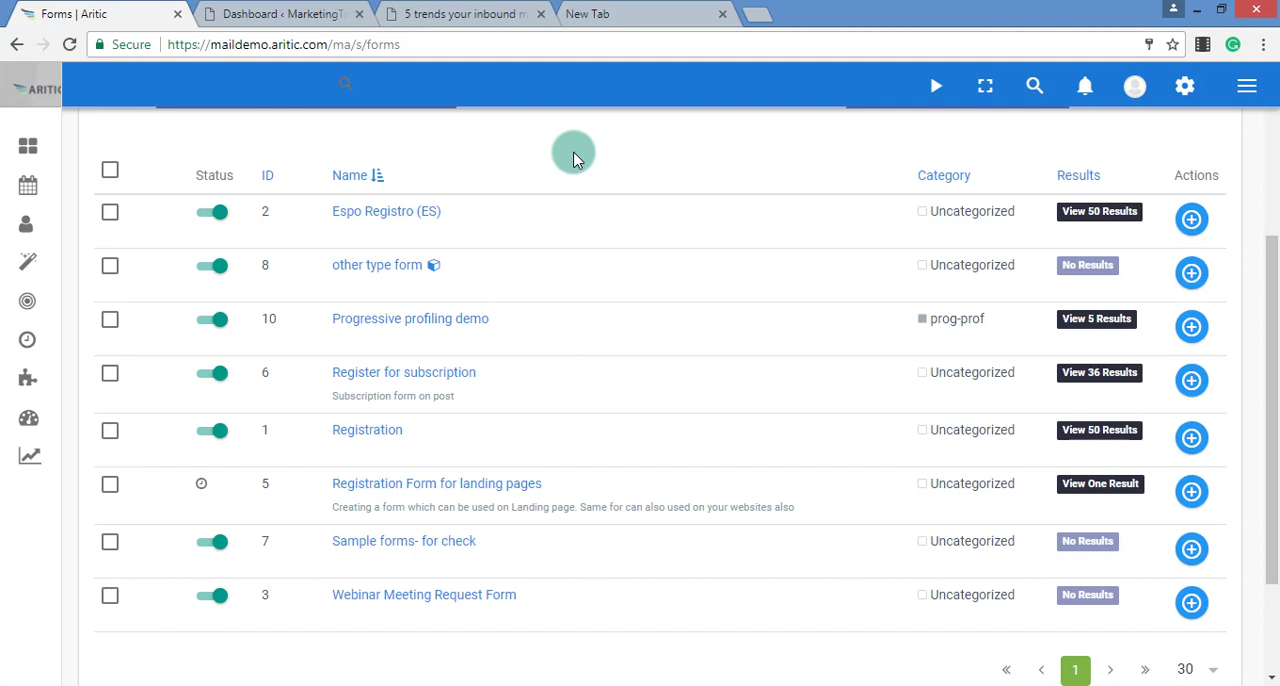 Forms | Aritic
Dashboard ‹ MarketingT
5 trends your inbound m
New Tab
Secure
https://maildemo.aritic.com/ma/s/forms
ARITIC
Status ID Name Category Results Actions
2 Espo Registro (ES) Uncategorized View 50 Results
8 other type form Uncategorized No Results
10 Progressive profiling demo prog-prof View 5 Results
6 Register for subscription Uncategorized View 36 Results
Subscription form on post
1 Registration Uncategorized View 50 Results
5 Registration Form for landing pages Uncategorized View One Result
Creating a form which can be used on Landing page. Same for can also used on your websites also
7 Sample forms- for check Uncategorized No Results
3 Webinar Meeting Request Form Uncategorized No Results
« ‹ 1 › » 30